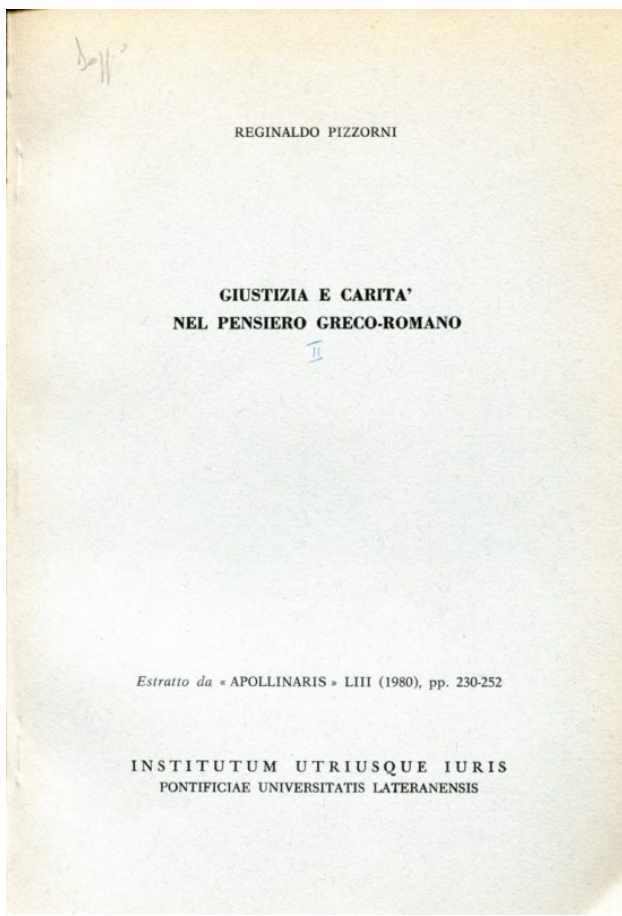 REGINALDO PIZZORNI
GIUSTIZIA E CARITA'
NEL PENSIERO GRECO-ROMANO
II
Estratto da « APOLLINARIS » LIII (1980), pp. 230-252
INSTITUTUM UTRIUSQUE IURIS
PONTIFICIAE UNIVERSITATIS LATERANENSIS